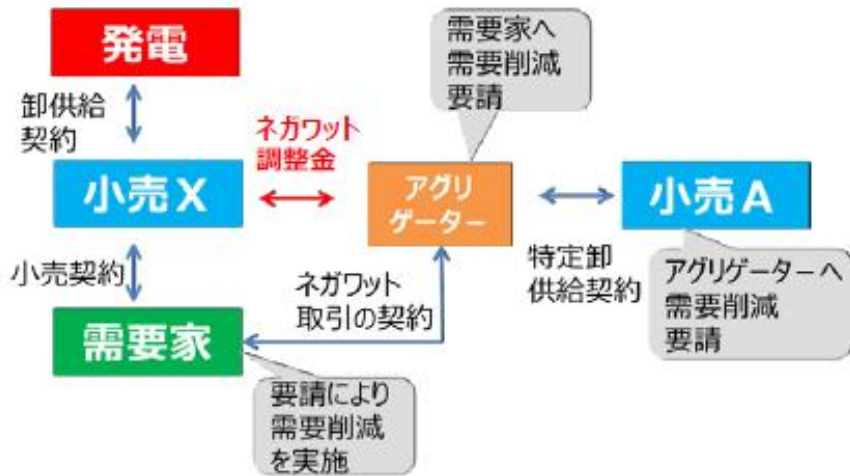 発電
需要家へ
需要削減
要請
卸供給
契約
ネガワット
調整金
小売X
アグリ
ゲーター
小売A
小売契約
ネガワット
取引の契約
特定卸
供給契約
アグリゲーターへ
需要削減
要請
需要家
要請により
需要削減
を実施